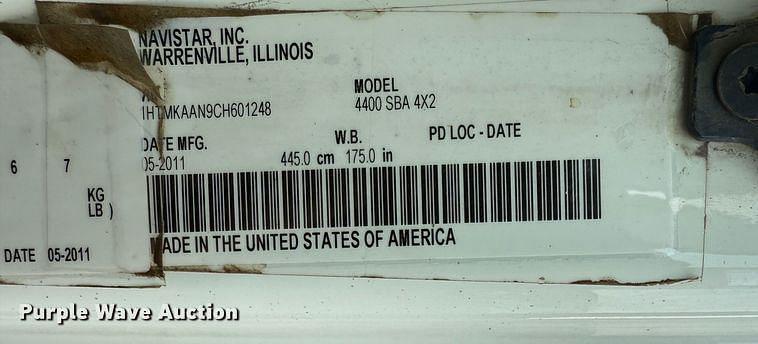 NAVISTAR, INC.
WARRENVILLE, ILLINOIS
MODEL
1HTMKAAN9CH601248 4400 SBA 4X2
DATE MFG. W.B. PD LOC - DATE
05-2011 445.0 cm 175.0 in
6 7
KG
LB )
MADE IN THE UNITED STATES OF AMERICA
DATE 05-2011
Purple Wave Auction